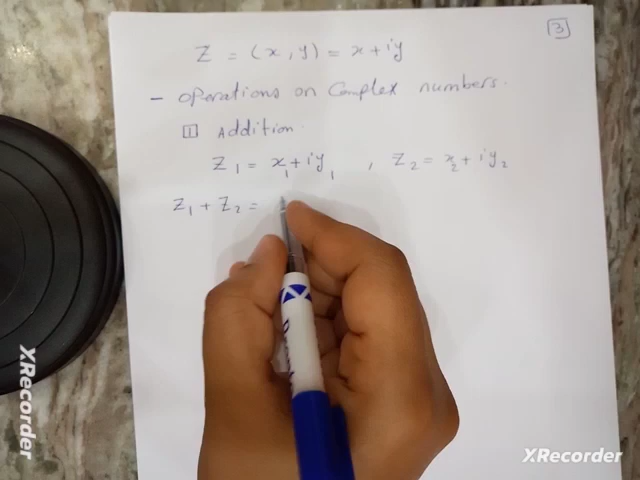 3
Z = (x, y) = x + iy
- Operations on Complex numbers.
1 Addition.
Z₁ = x₁ + iy₁ , Z₂ = x₂ + iy₂
Z₁ + Z₂ =
XRecorder
XRecorder